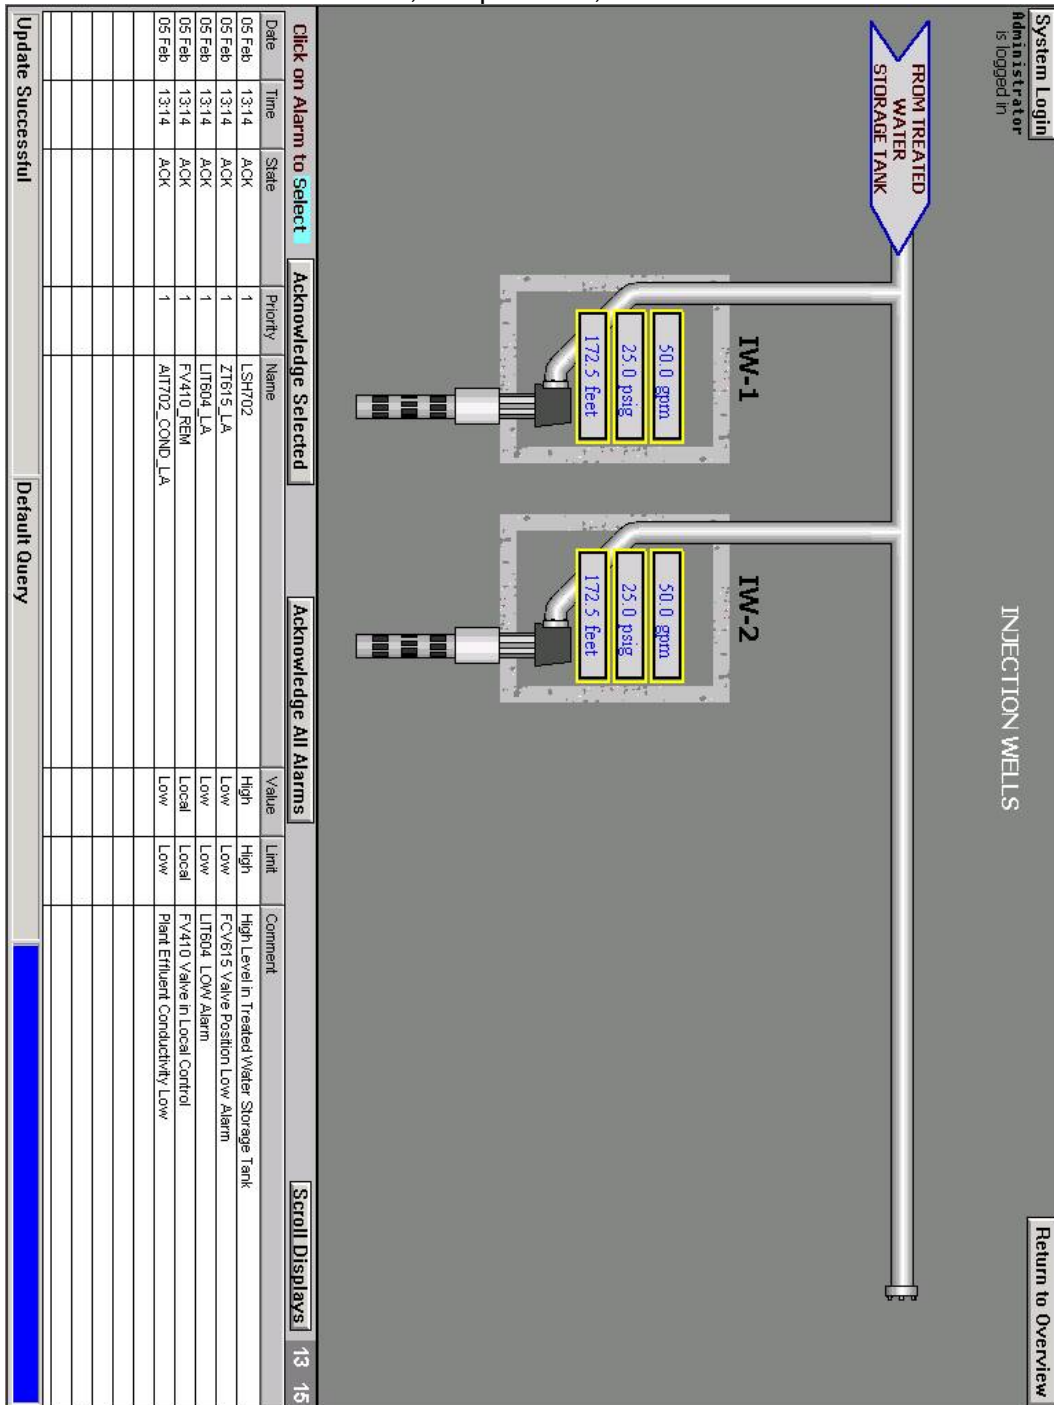 System Login
Administrator
is logged in
INJECTION WELLS
Return to Overview
FROM TREATED
WATER
STORAGE TANK
IW-1
50.0 gpm
25.0 psig
172.5 feet
IW-2
50.0 gpm
25.0 psig
172.5 feet
Click on Alarm to Select Acknowledge Selected Acknowledge All Alarms Scroll Displays 13 15
Date Time State Priority Name Value Limit Comment
05 Feb 13:14 ACK 1 LSH702 High High High Level in Treated Water Storage Tank
05 Feb 13:14 ACK 1 ZT615_LA Low Low FCV615 Valve Position Low Alarm
05 Feb 13:14 ACK 1 LIT604_LA Low Low LIT604 LOW Alarm
05 Feb 13:14 ACK 1 FV410_REM Local Local FV410 Valve in Local Control
05 Feb 13:14 ACK 1 AIT702_COND_LA Low Low Plant Effluent Conductivity Low
Update Successful Default Query